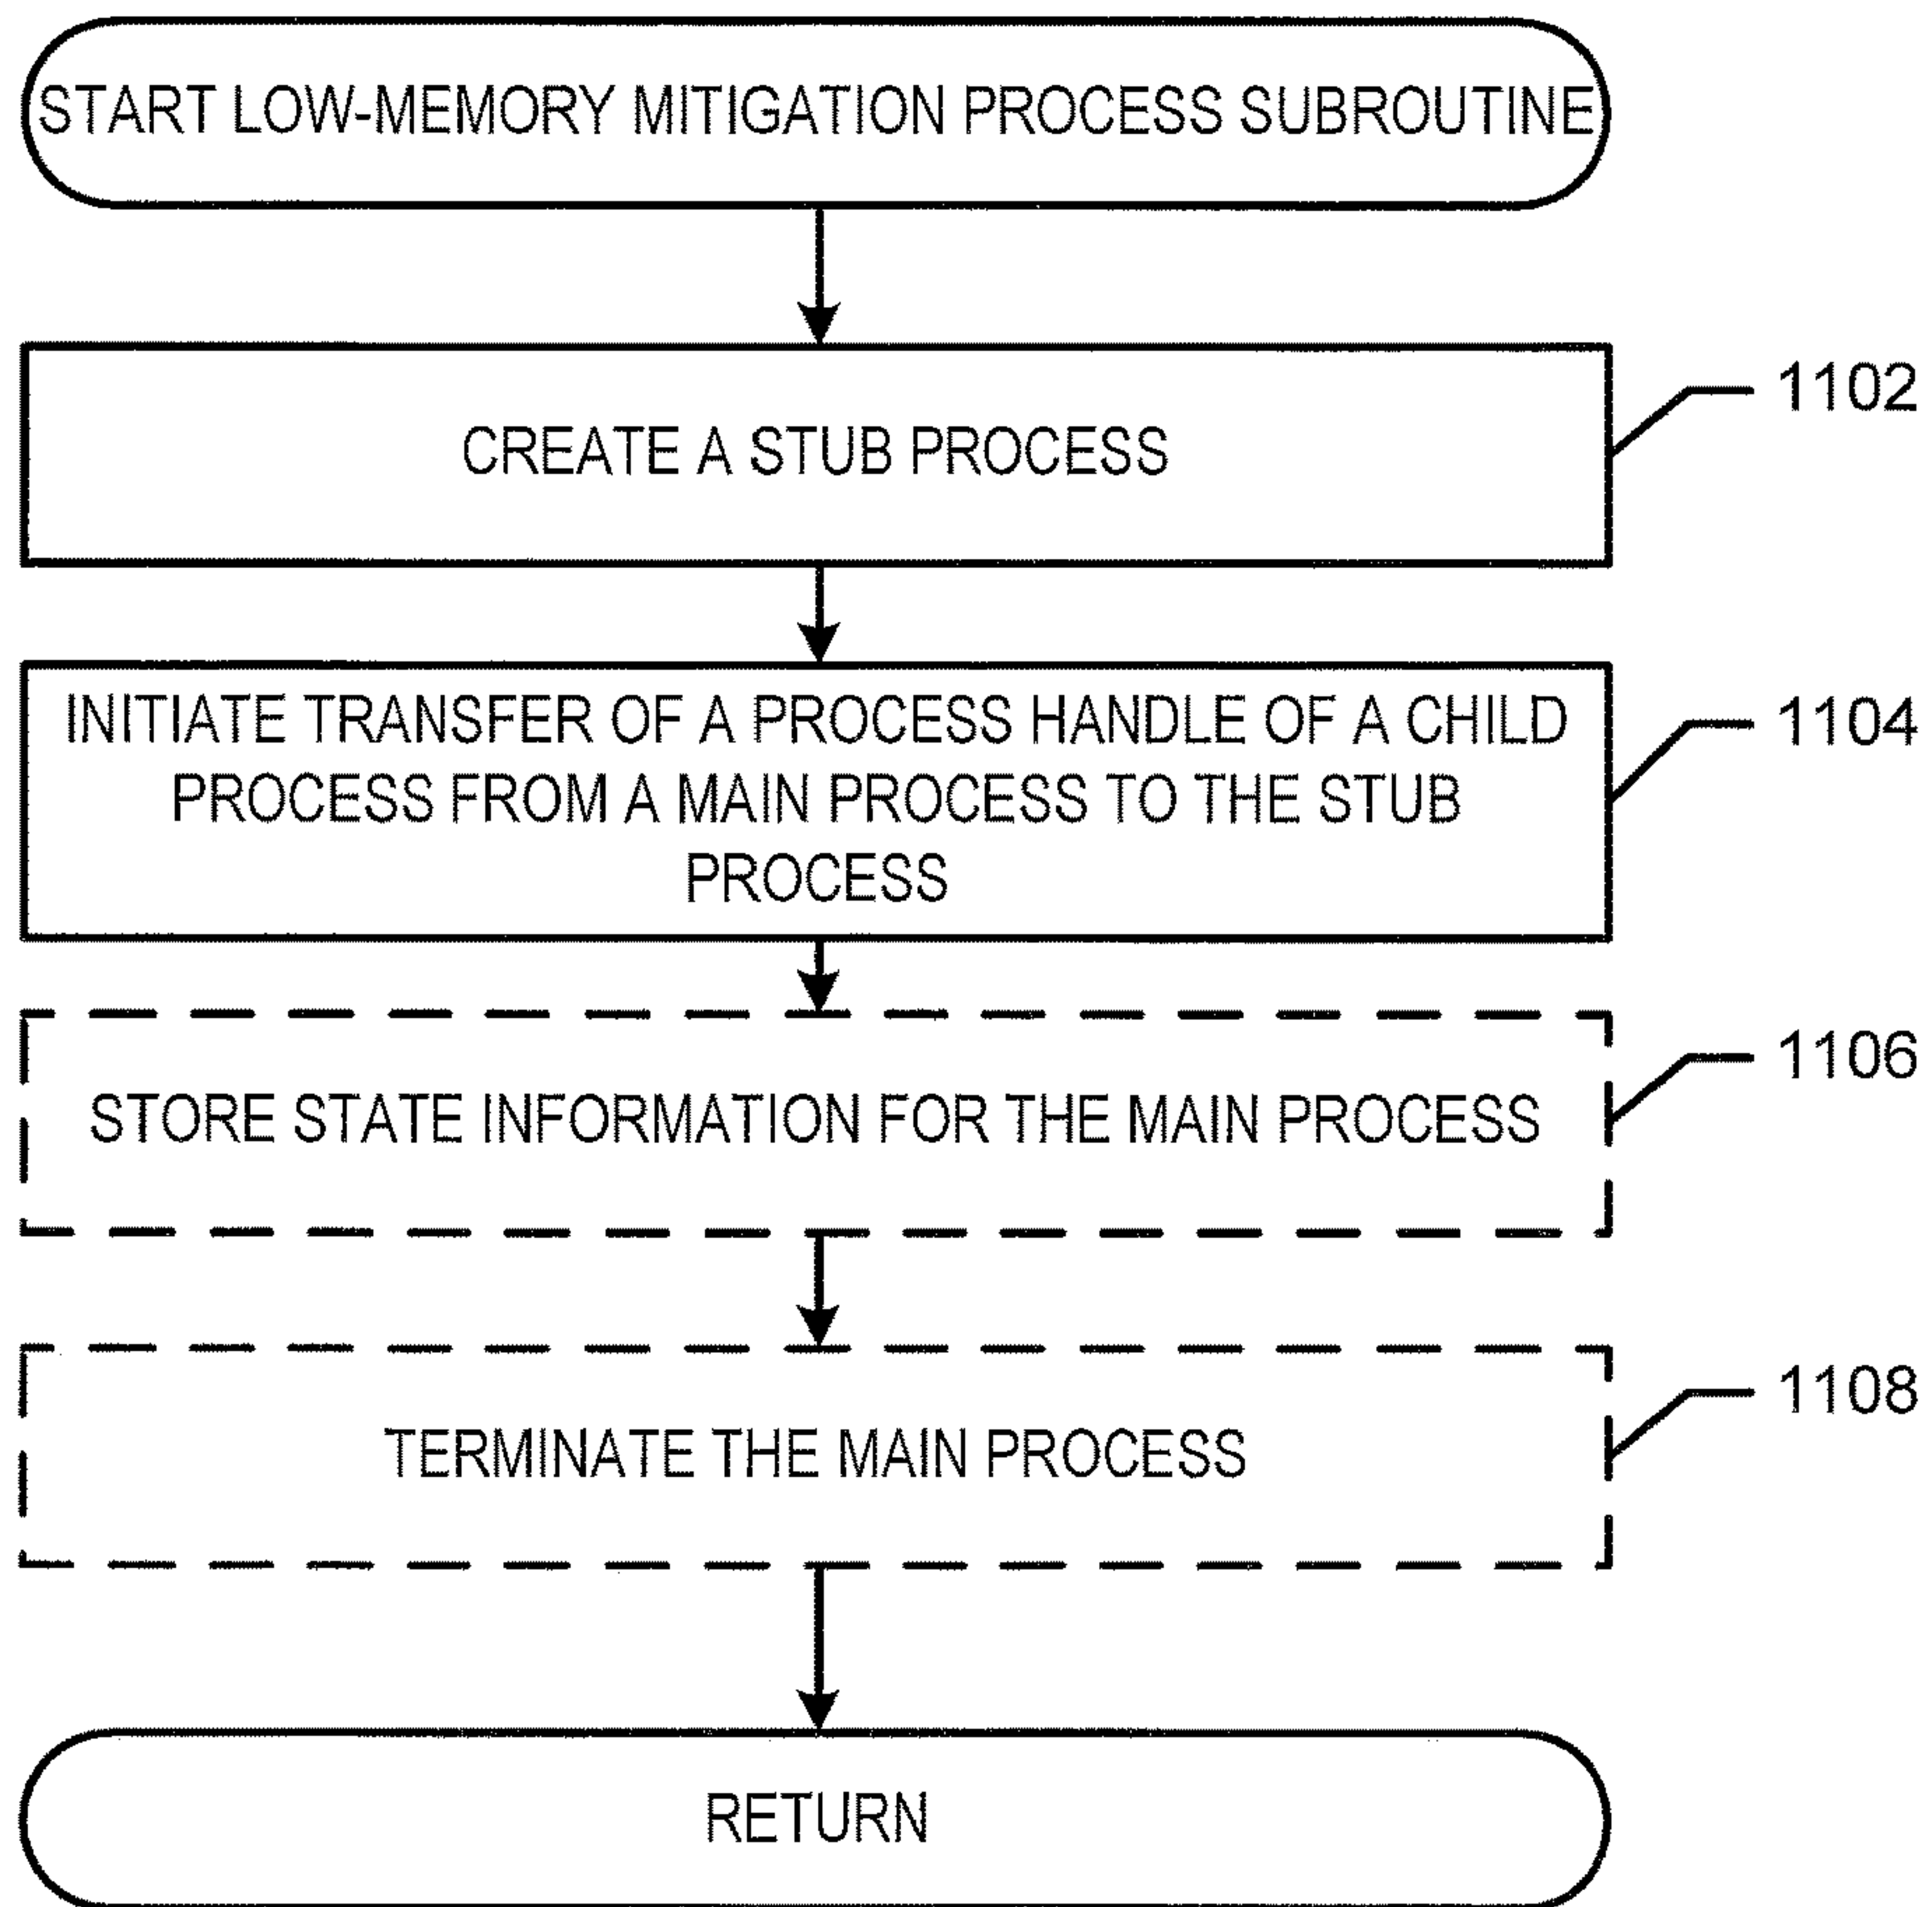 START LOW-MEMORY MITIGATION PROCESS SUBROUTINE
CREATE A STUB PROCESS
1102
INITIATE TRANSFER OF A PROCESS HANDLE OF A CHILD
PROCESS FROM A MAIN PROCESS TO THE STUB
PROCESS
1104
STORE STATE INFORMATION FOR THE MAIN PROCESS
1106
TERMINATE THE MAIN PROCESS
1108
RETURN